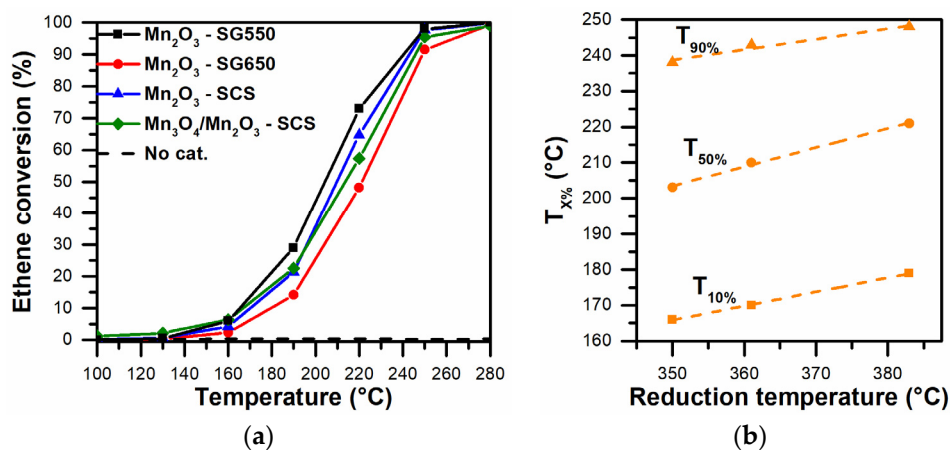 Mn₂O₃ - SG550
Mn₂O₃ - SG650
Mn₂O₃ - SCS
Mn₃O₄/Mn₂O₃ - SCS
No cat.
Ethene conversion (%)
100
90
80
70
60
50
40
30
20
10
0
100 120 140 160 180 200 220 240 260 280
Temperature (°C)
(a)
Tₓ% (°C)
250
240
230
220
210
200
190
180
170
160
T90%
T50%
T10%
350 360 370 380
Reduction temperature (°C)
(b)